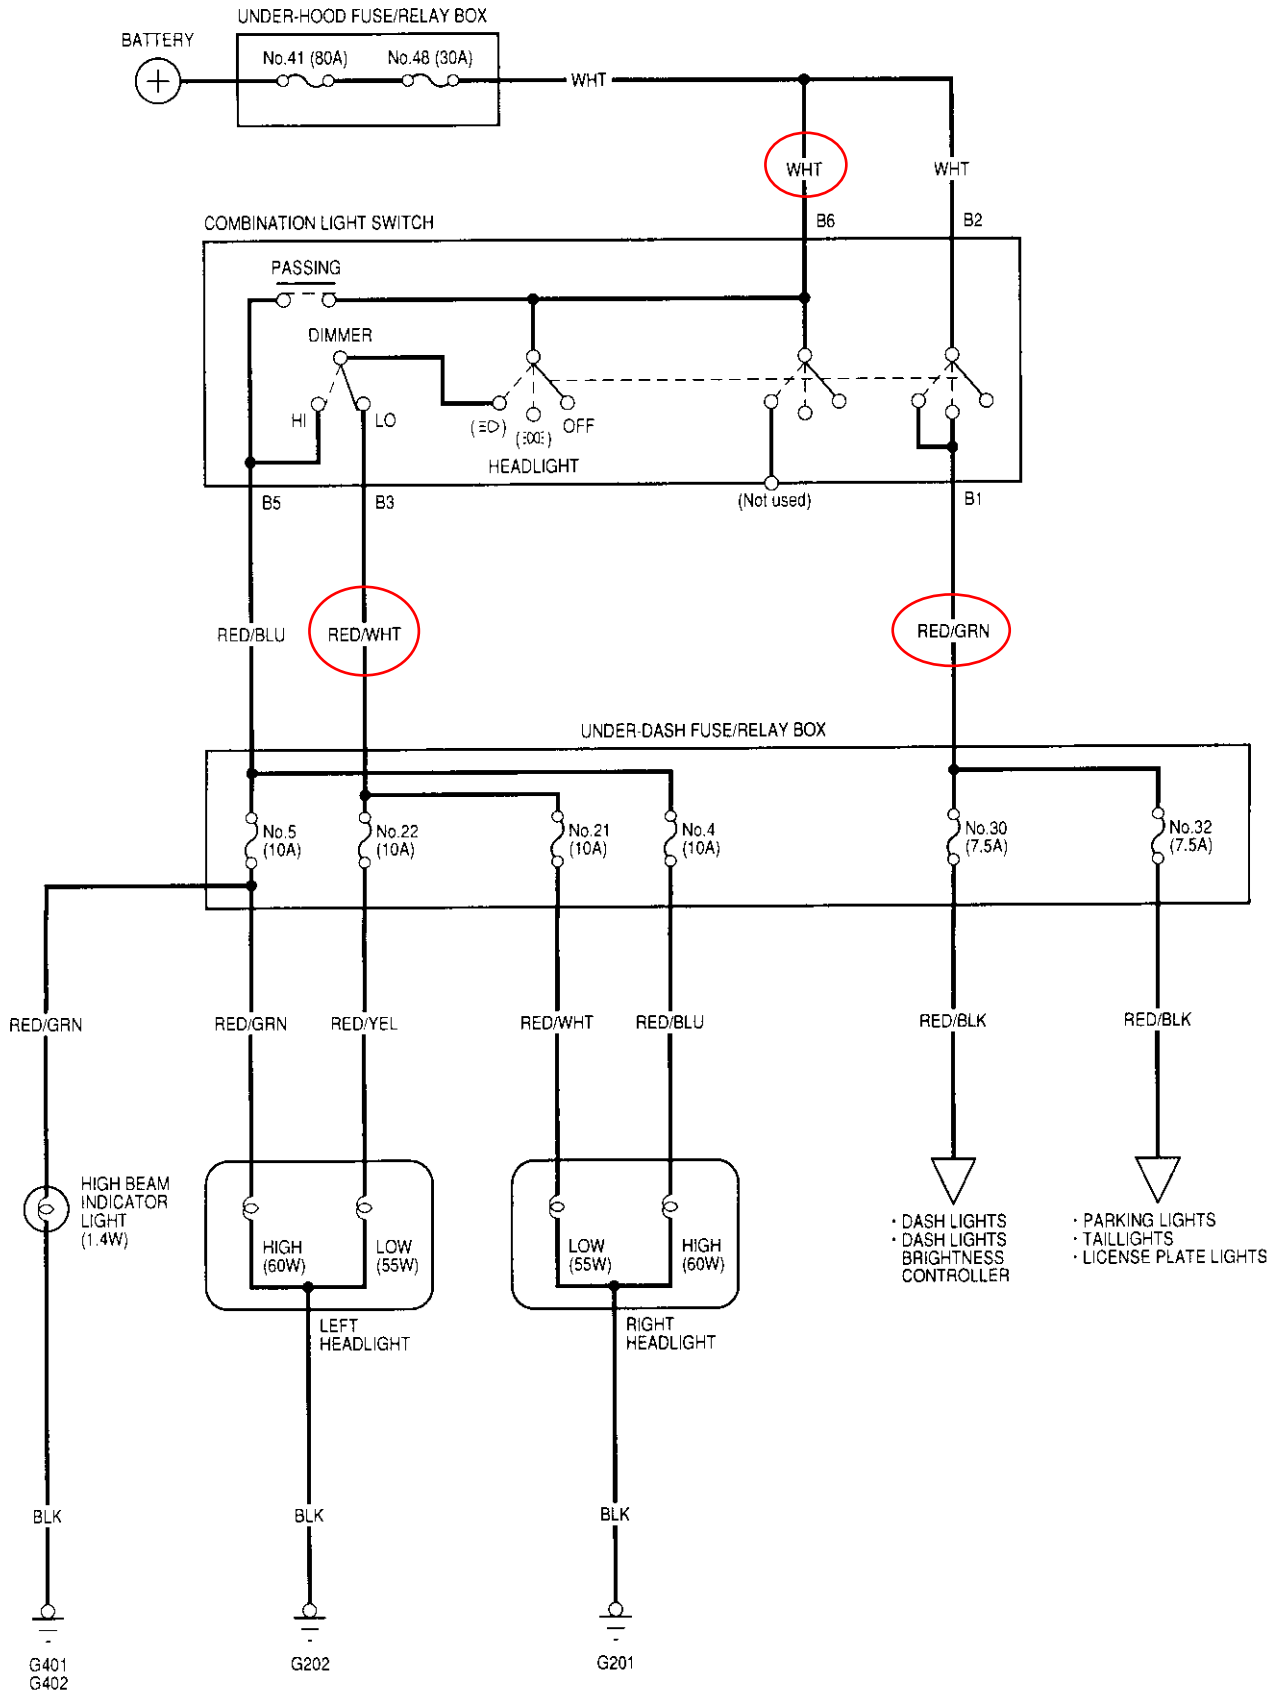 UNDER-HOOD FUSE/RELAY BOX
BATTERY
No.41 (80A)
No.48 (30A)
WHT
WHT
WHT
B6
B2
COMBINATION LIGHT SWITCH
PASSING
DIMMER
HI
LO
OFF
HEADLIGHT
(Not used)
B5
B3
B1
RED/BLU
RED/WHT
RED/GRN
UNDER-DASH FUSE/RELAY BOX
No.5
(10A)
No.22
(10A)
No.21
(10A)
No.4
(10A)
No.30
(7.5A)
No.32
(7.5A)
RED/GRN
RED/GRN
RED/YEL
RED/WHT
RED/BLU
RED/BLK
RED/BLK
HIGH BEAM
INDICATOR
LIGHT
(1.4W)
HIGH
(60W)
LOW
(55W)
LOW
(55W)
HIGH
(60W)
· DASH LIGHTS
· DASH LIGHTS
BRIGHTNESS
CONTROLLER
· PARKING LIGHTS
· TAILLIGHTS
· LICENSE PLATE LIGHTS
LEFT
HEADLIGHT
RIGHT
HEADLIGHT
BLK
BLK
BLK
G401
G402
G202
G201